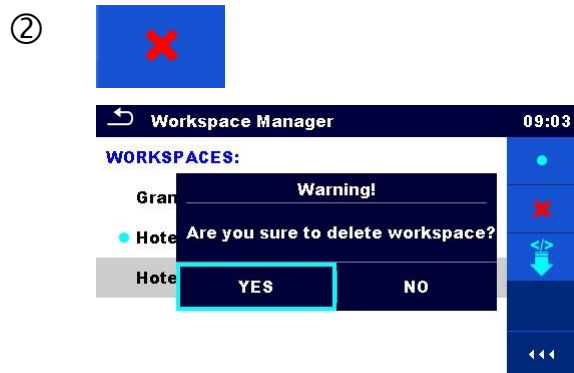 ②
Workspace Manager 09:03
WORKSPACES:
Gran
Warning!
Hote
Are you sure to delete workspace?
Hote
YES NO